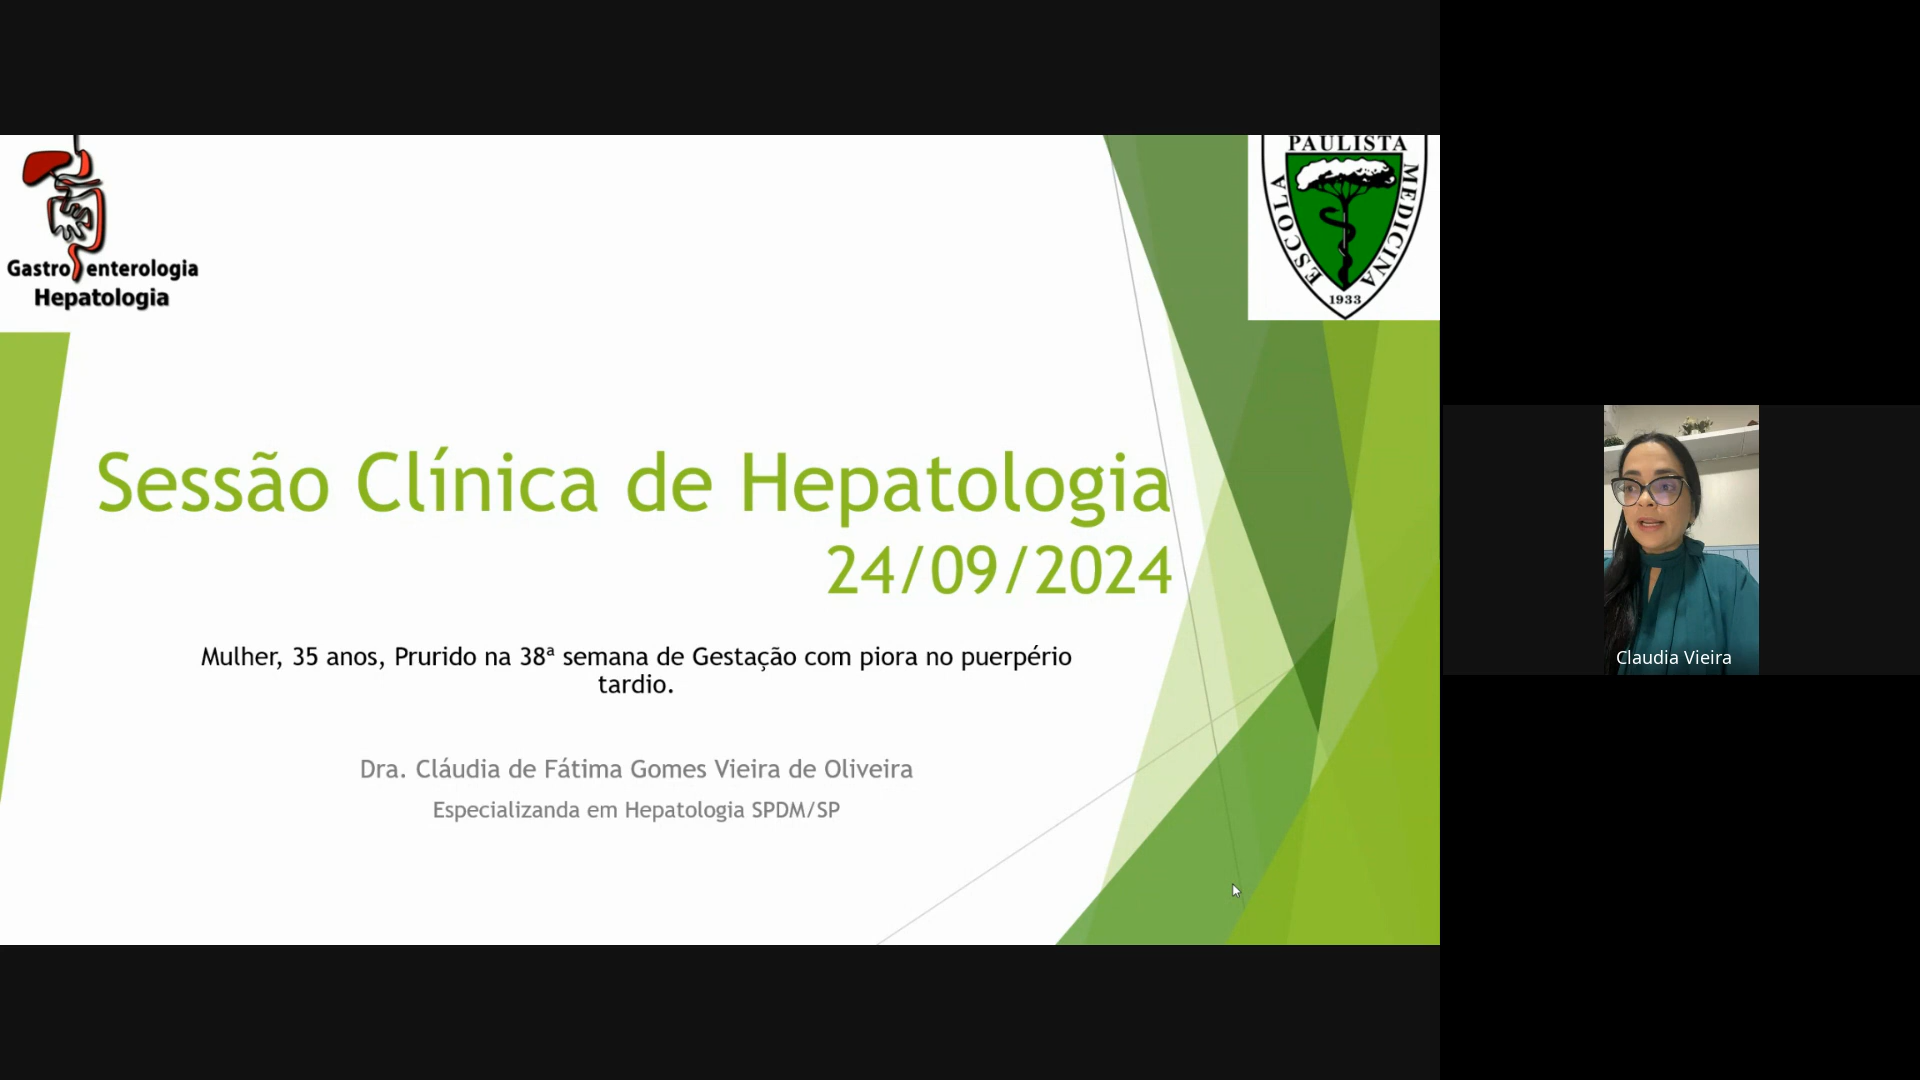 Gastroenterologia
Hepatologia
ESCOLA PAULISTA MEDICINA
1933
Sessão Clínica de Hepatologia
24/09/2024
Mulher, 35 anos, Prurido na 38ª semana de Gestação com piora no puerpério
tardio.
Dra. Cláudia de Fátima Gomes Vieira de Oliveira
Especializanda em Hepatologia SPDM/SP
Claudia Vieira